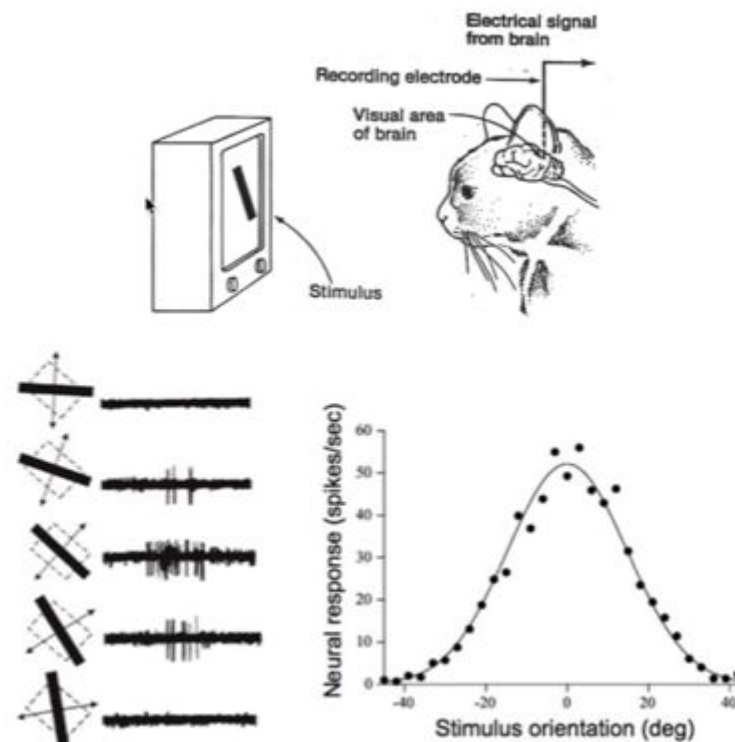 Electrical signal
from brain
Recording electrode
Visual area
of brain
Stimulus
Neural response (spikes/sec)
60
50
40
30
20
10
0
-40
-20
0
20
40
Stimulus orientation (deg)